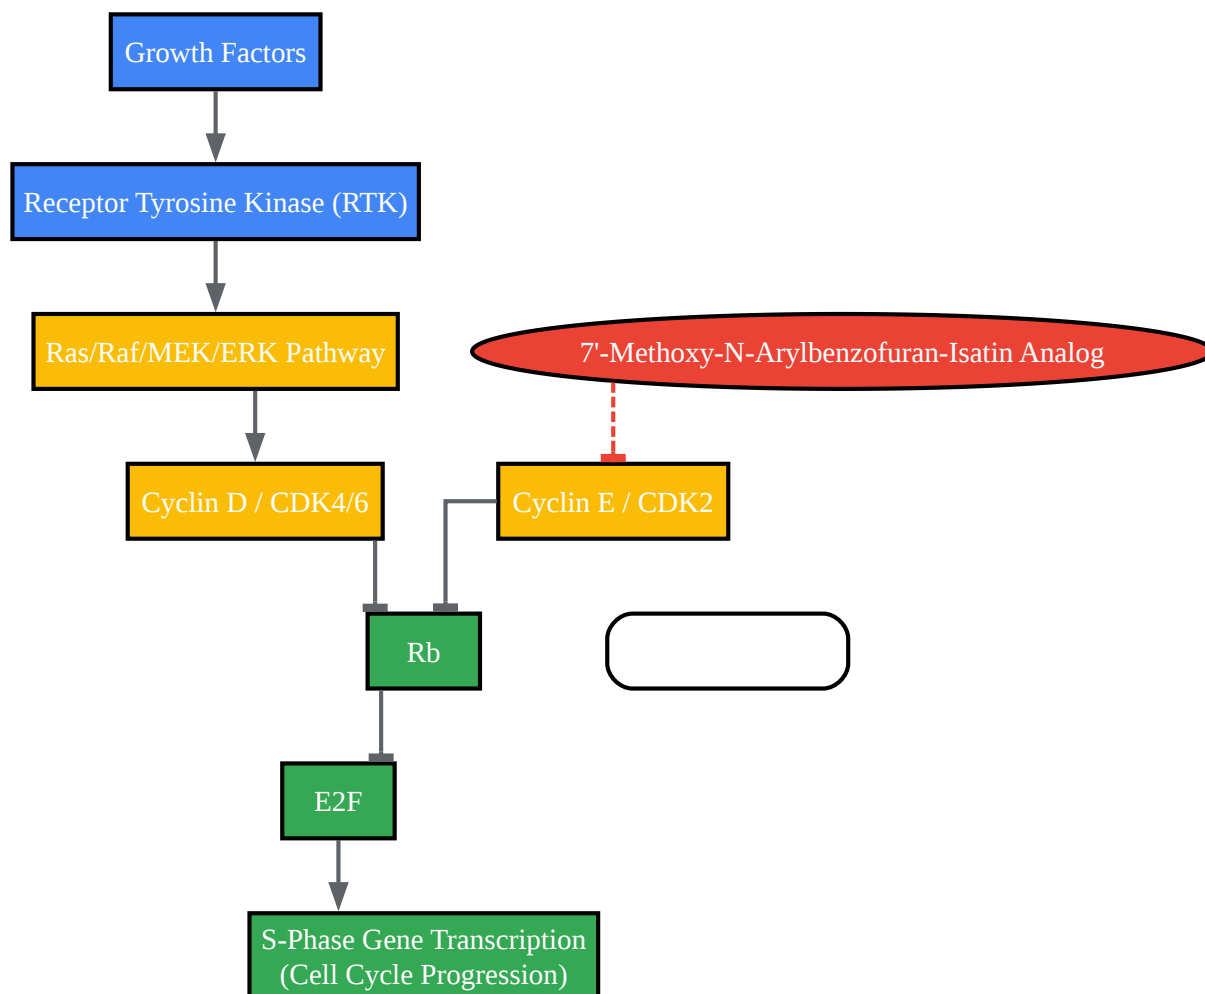 Growth Factors
Receptor Tyrosine Kinase (RTK)
Ras/Raf/MEK/ERK Pathway
7'-Methoxy-N-Arylbenzofuran-Isatin Analog
Cyclin D / CDK4/6
Cyclin E / CDK2
Rb
E2F
S-Phase Gene Transcription
(Cell Cycle Progression)